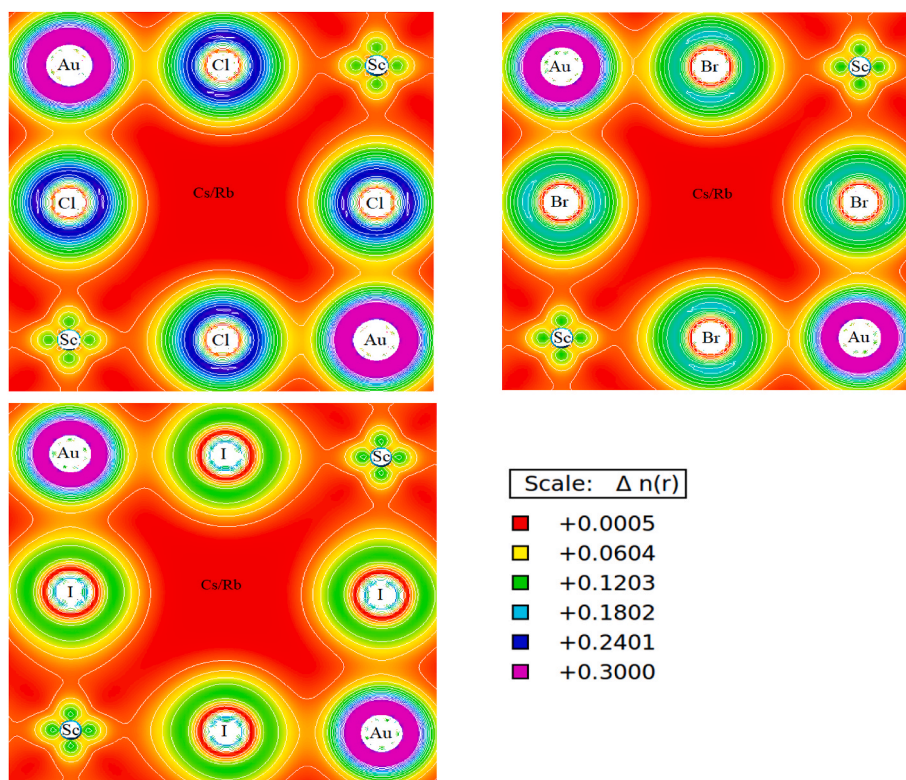 Au Cl Sc
Cl Cs/Rb Cl
Sc Cl Au
Au Br Sc
Br Cs/Rb Br
Sc Br Au
Au I Sc
I Cs/Rb I
Sc I Au
Scale: Δ n(r)
+0.0005
+0.0604
+0.1203
+0.1802
+0.2401
+0.3000